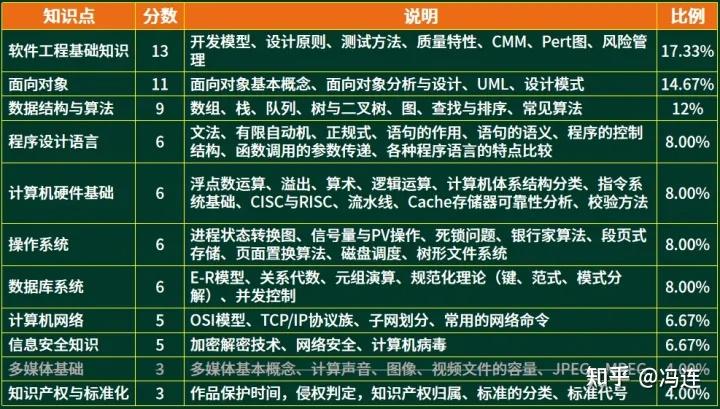 知识点 分数 说明 比例
软件工程基础知识 13 开发模型、设计原则、测试方法、质量特性、CMM、Pert图、风险管 17.33%
理
面向对象 11 面向对象基本概念、面向对象分析与设计、UML、设计模式 14.67%
数据结构与算法 9 数组、栈、队列、树与二叉树、图、查找与排序、常见算法 12%
程序设计语言 6 文法、有限自动机、正规式、语句的作用、语句的语义、程序的控制 8.00%
结构、函数调用的参数传递、各种程序语言的特点比较
计算机硬件基础 6 浮点数运算、溢出、算术、逻辑运算、计算机体系结构分类、指令系 8.00%
统基础、CISC与RISC、流水线、Cache存储器可靠性分析、校验方法
操作系统 6 进程状态转换图、信号量与PV操作、死锁问题、银行家算法、段页式 8.00%
存储、页面置换算法、磁盘调度、树形文件系统
数据库系统 6 E-R模型、关系代数、元组演算、规范化理论（键、范式、模式分 8.00%
解）、并发控制
计算机网络 5 OSI模型、TCP/IP协议族、子网划分、常用的网络命令 6.67%
信息安全知识 5 加密解密技术、网络安全、计算机病毒 6.67%
多媒体基础 3 多媒体基本概念、计算声音、图像、视频文件的容量、JPEG、MPEG 4.00%
知识产权与标准化 3 作品保护时间，侵权判定，知识产权归属、标准的分类、标准代号 4.00%
知乎 @冯连